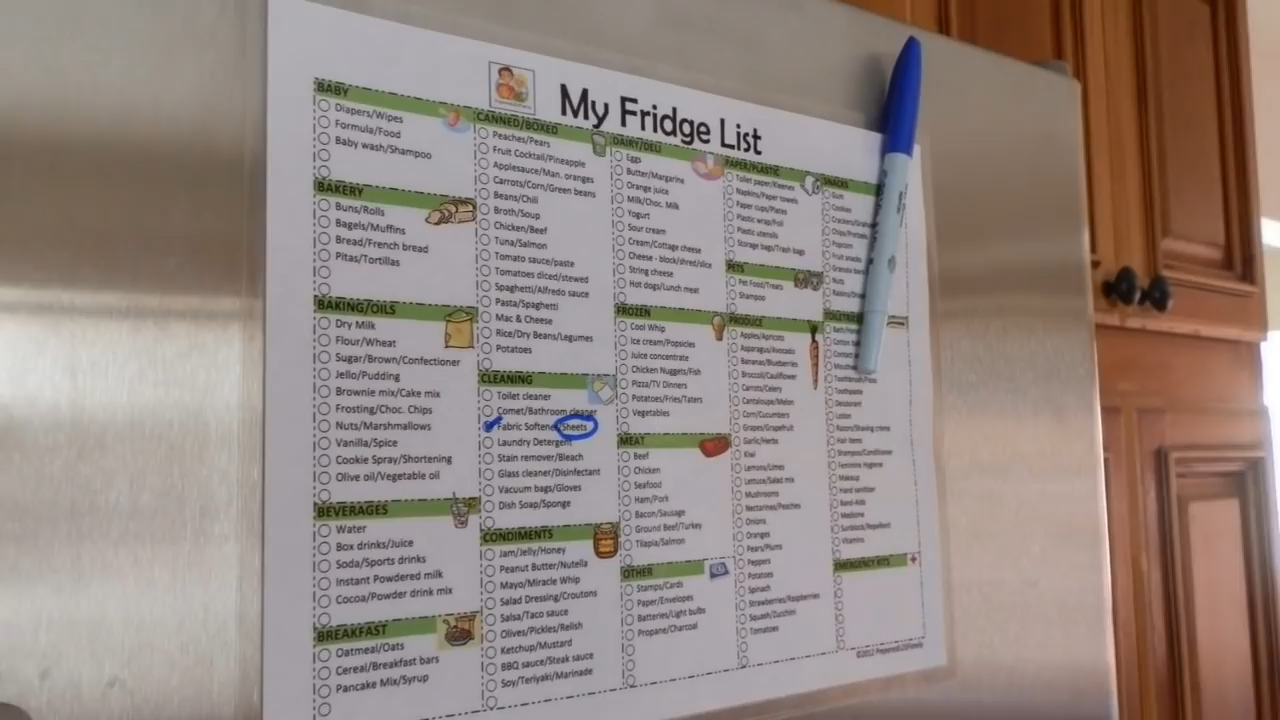 My Fridge List
BABY
Diapers/Wipes
Formula/Food
Baby wash/Shampoo
BAKERY
Buns/Rolls
Bagels/Muffins
Bread/French bread
Pitas/Tortillas
BAKING/OILS
Dry Milk
Flour/Wheat
Sugar/Brown/Confectioner
Jello/Pudding
Brownie mix/Cake mix
Frosting/Choc. Chips
Nuts/Marshmallows
Vanilla/Spice
Cookie Spray/Shortening
Olive oil/Vegetable oil
BEVERAGES
Water
Box drinks/Juice
Soda/Sports drinks
Instant Powdered milk
Cocoa/Powder drink mix
BREAKFAST
Oatmeal/Oats
Cereal/Breakfast bars
Pancake Mix/Syrup
CANNED/BOXED
Peaches/Pears
Fruit Cocktail/Pineapple
Applesauce/Man. oranges
Carrots/Corn/Green beans
Beans/Chili
Broth/Soup
Chicken/Beef
Tuna/Salmon
Tomato sauce/paste
Tomatoes diced/stewed
Spaghetti/Alfredo sauce
Pasta/Spaghetti
Mac & Cheese
Rice/Dry Beans/Legumes
Potatoes
CLEANING
Toilet cleaner
Comet/Bathroom cleaner
Fabric Softener/Sheets
Laundry Detergent
Stain remover/Bleach
Glass cleaner/Disinfectant
Vacuum bags/Gloves
Dish Soap/Sponge
CONDIMENTS
Jam/Jelly/Honey
Peanut Butter/Nutella
Mayo/Miracle Whip
Salad Dressing/Croutons
Salsa/Taco sauce
Olives/Pickles/Relish
Ketchup/Mustard
BBQ sauce/Steak sauce
Soy/Teriyaki/Marinade
DAIRY/DELI
Eggs
Butter/Margarine
Orange juice
Milk/Choc. Milk
Yogurt
Sour cream
Cream/Cottage cheese
Cheese - block/shred/slice
String cheese
Hot dogs/Lunch meat
FROZEN
Cool Whip
Ice cream/Popsicles
Juice concentrate
Chicken Nuggets/Fish
Pizza/TV Dinners
Potatoes/Fries/Taters
Vegetables
MEAT
Beef
Chicken
Seafood
Ham/Pork
Bacon/Sausage
Ground Beef/Turkey
Tilapia/Salmon
OTHER
Stamps/Cards
Paper/Envelopes
Batteries/Light bulbs
Propane/Charcoal
PAPER/PLASTIC
Toilet paper/Kleenex
Napkins/Paper towels
Paper cups/Plates
Plastic wrap/Foil
Plastic utensils
Storage bags/Trash bags
PETS
Pet Food/Treats
Shampoo
PRODUCE
Apples/Apricots
Asparagus/Avocado
Bananas/Blueberries
Broccoli/Cauliflower
Carrots/Celery
Cantaloupe/Melon
Corn/Cucumbers
Grapes/Grapefruit
Garlic/Herbs
Kiwi
Lemons/Limes
Lettuce/Salad mix
Mushrooms
Nectarines/Peaches
Onions
Oranges
Pears/Plums
Peppers
Potatoes
Spinach
Strawberries/Raspberries
Squash/Zucchini
Tomatoes
SNACKS
Gum
Cookies
Popcorn
Fruit snacks
Nuts
TOILETRIES
Toothpaste
Deodorant
Lotion
Razors/Shaving creme
Hair items
Shampoo/Conditioner
Feminine Hygiene
Makeup
Hand sanitizer
Band-Aids
Medicine
Sunblock/Repellent
Vitamins
EMERGENCY KITS